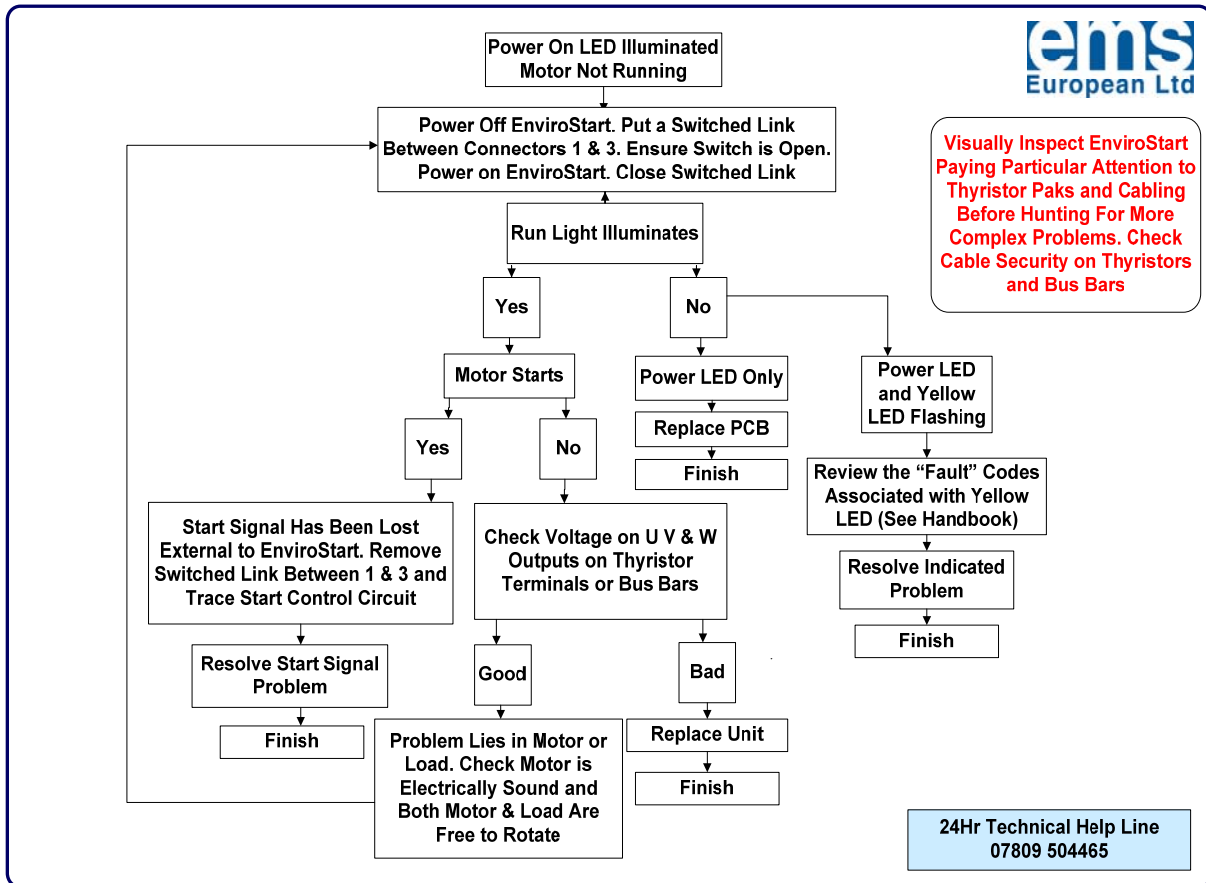 Power On LED Illuminated
Motor Not Running
ems
European Ltd
Power Off EnviroStart. Put a Switched Link
Between Connectors 1 & 3. Ensure Switch is Open.
Power on EnviroStart. Close Switched Link
Visually Inspect EnviroStart
Paying Particular Attention to
Thyristor Paks and Cabling
Before Hunting For More
Complex Problems. Check
Cable Security on Thyristors
and Bus Bars
Run Light Illuminates
Yes
No
Motor Starts
Power LED Only
Power LED
and Yellow
LED Flashing
Yes
No
Replace PCB
Finish
Review the “Fault” Codes
Associated with Yellow
LED (See Handbook)
Start Signal Has Been Lost
External to EnviroStart. Remove
Switched Link Between 1 & 3 and
Trace Start Control Circuit
Check Voltage on U V & W
Outputs on Thyristor
Terminals or Bus Bars
Resolve Indicated
Problem
Finish
Resolve Start Signal
Problem
Good
Bad
Finish
Problem Lies in Motor or
Load. Check Motor is
Electrically Sound and
Both Motor & Load Are
Free to Rotate
Replace Unit
Finish
24Hr Technical Help Line
07809 504465